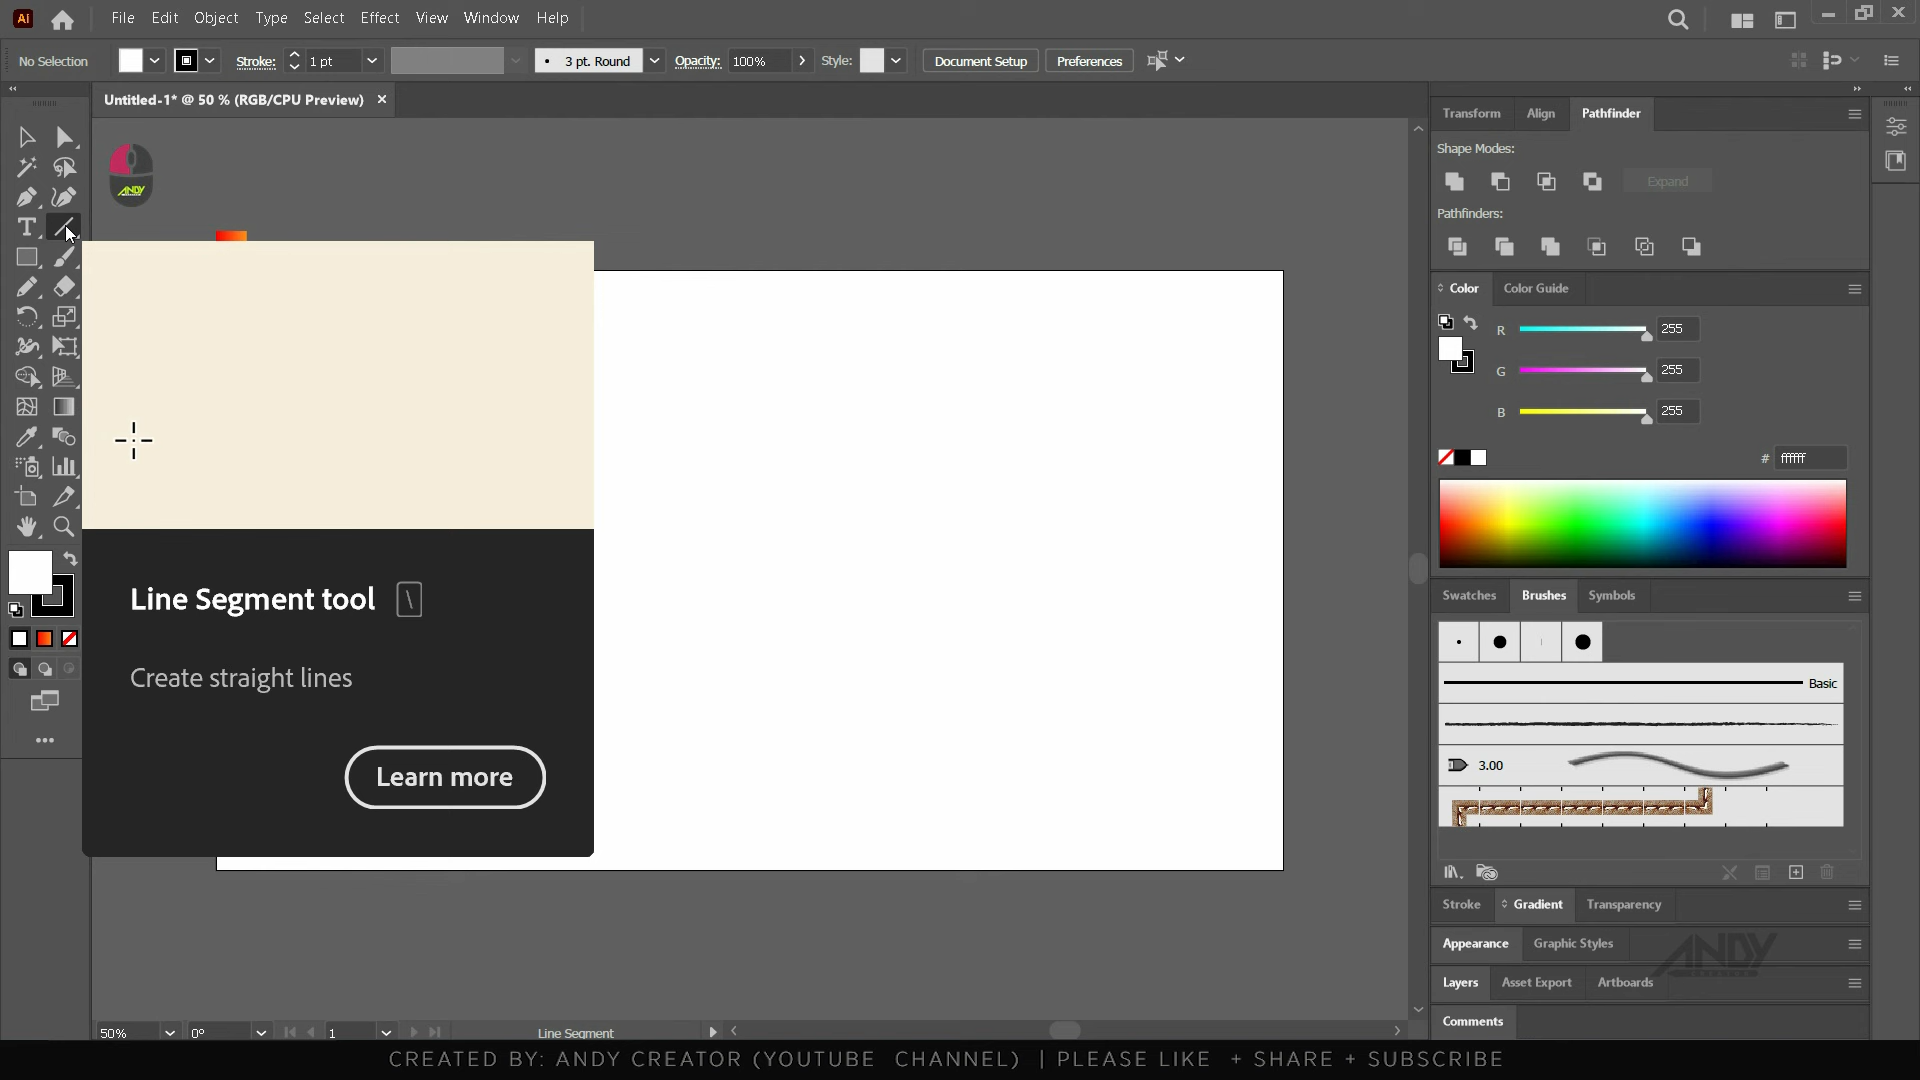 Ai File Edit Object Type Select Effect View Window Help
No Selection Stroke: 1 pt 3 pt. Round Opacity: 100% Style: Document Setup Preferences
Untitled-1* @ 50 % (RGB/CPU Preview) ×
ANDY
Line Segment tool \
Create straight lines
Learn more
Transform Align Pathfinder
Shape Modes:
Expand
Pathfinders:
Color Color Guide
R 255
G 255
B 255
# ffffff
Swatches Brushes Symbols
Basic
3.00
Stroke Gradient Transparency
Appearance Graphic Styles
ANDY
Layers Asset Export Artboards
Comments
50% 0° 1 Line Segment
CREATED BY: ANDY CREATOR (YOUTUBE CHANNEL) | PLEASE LIKE + SHARE + SUBSCRIBE